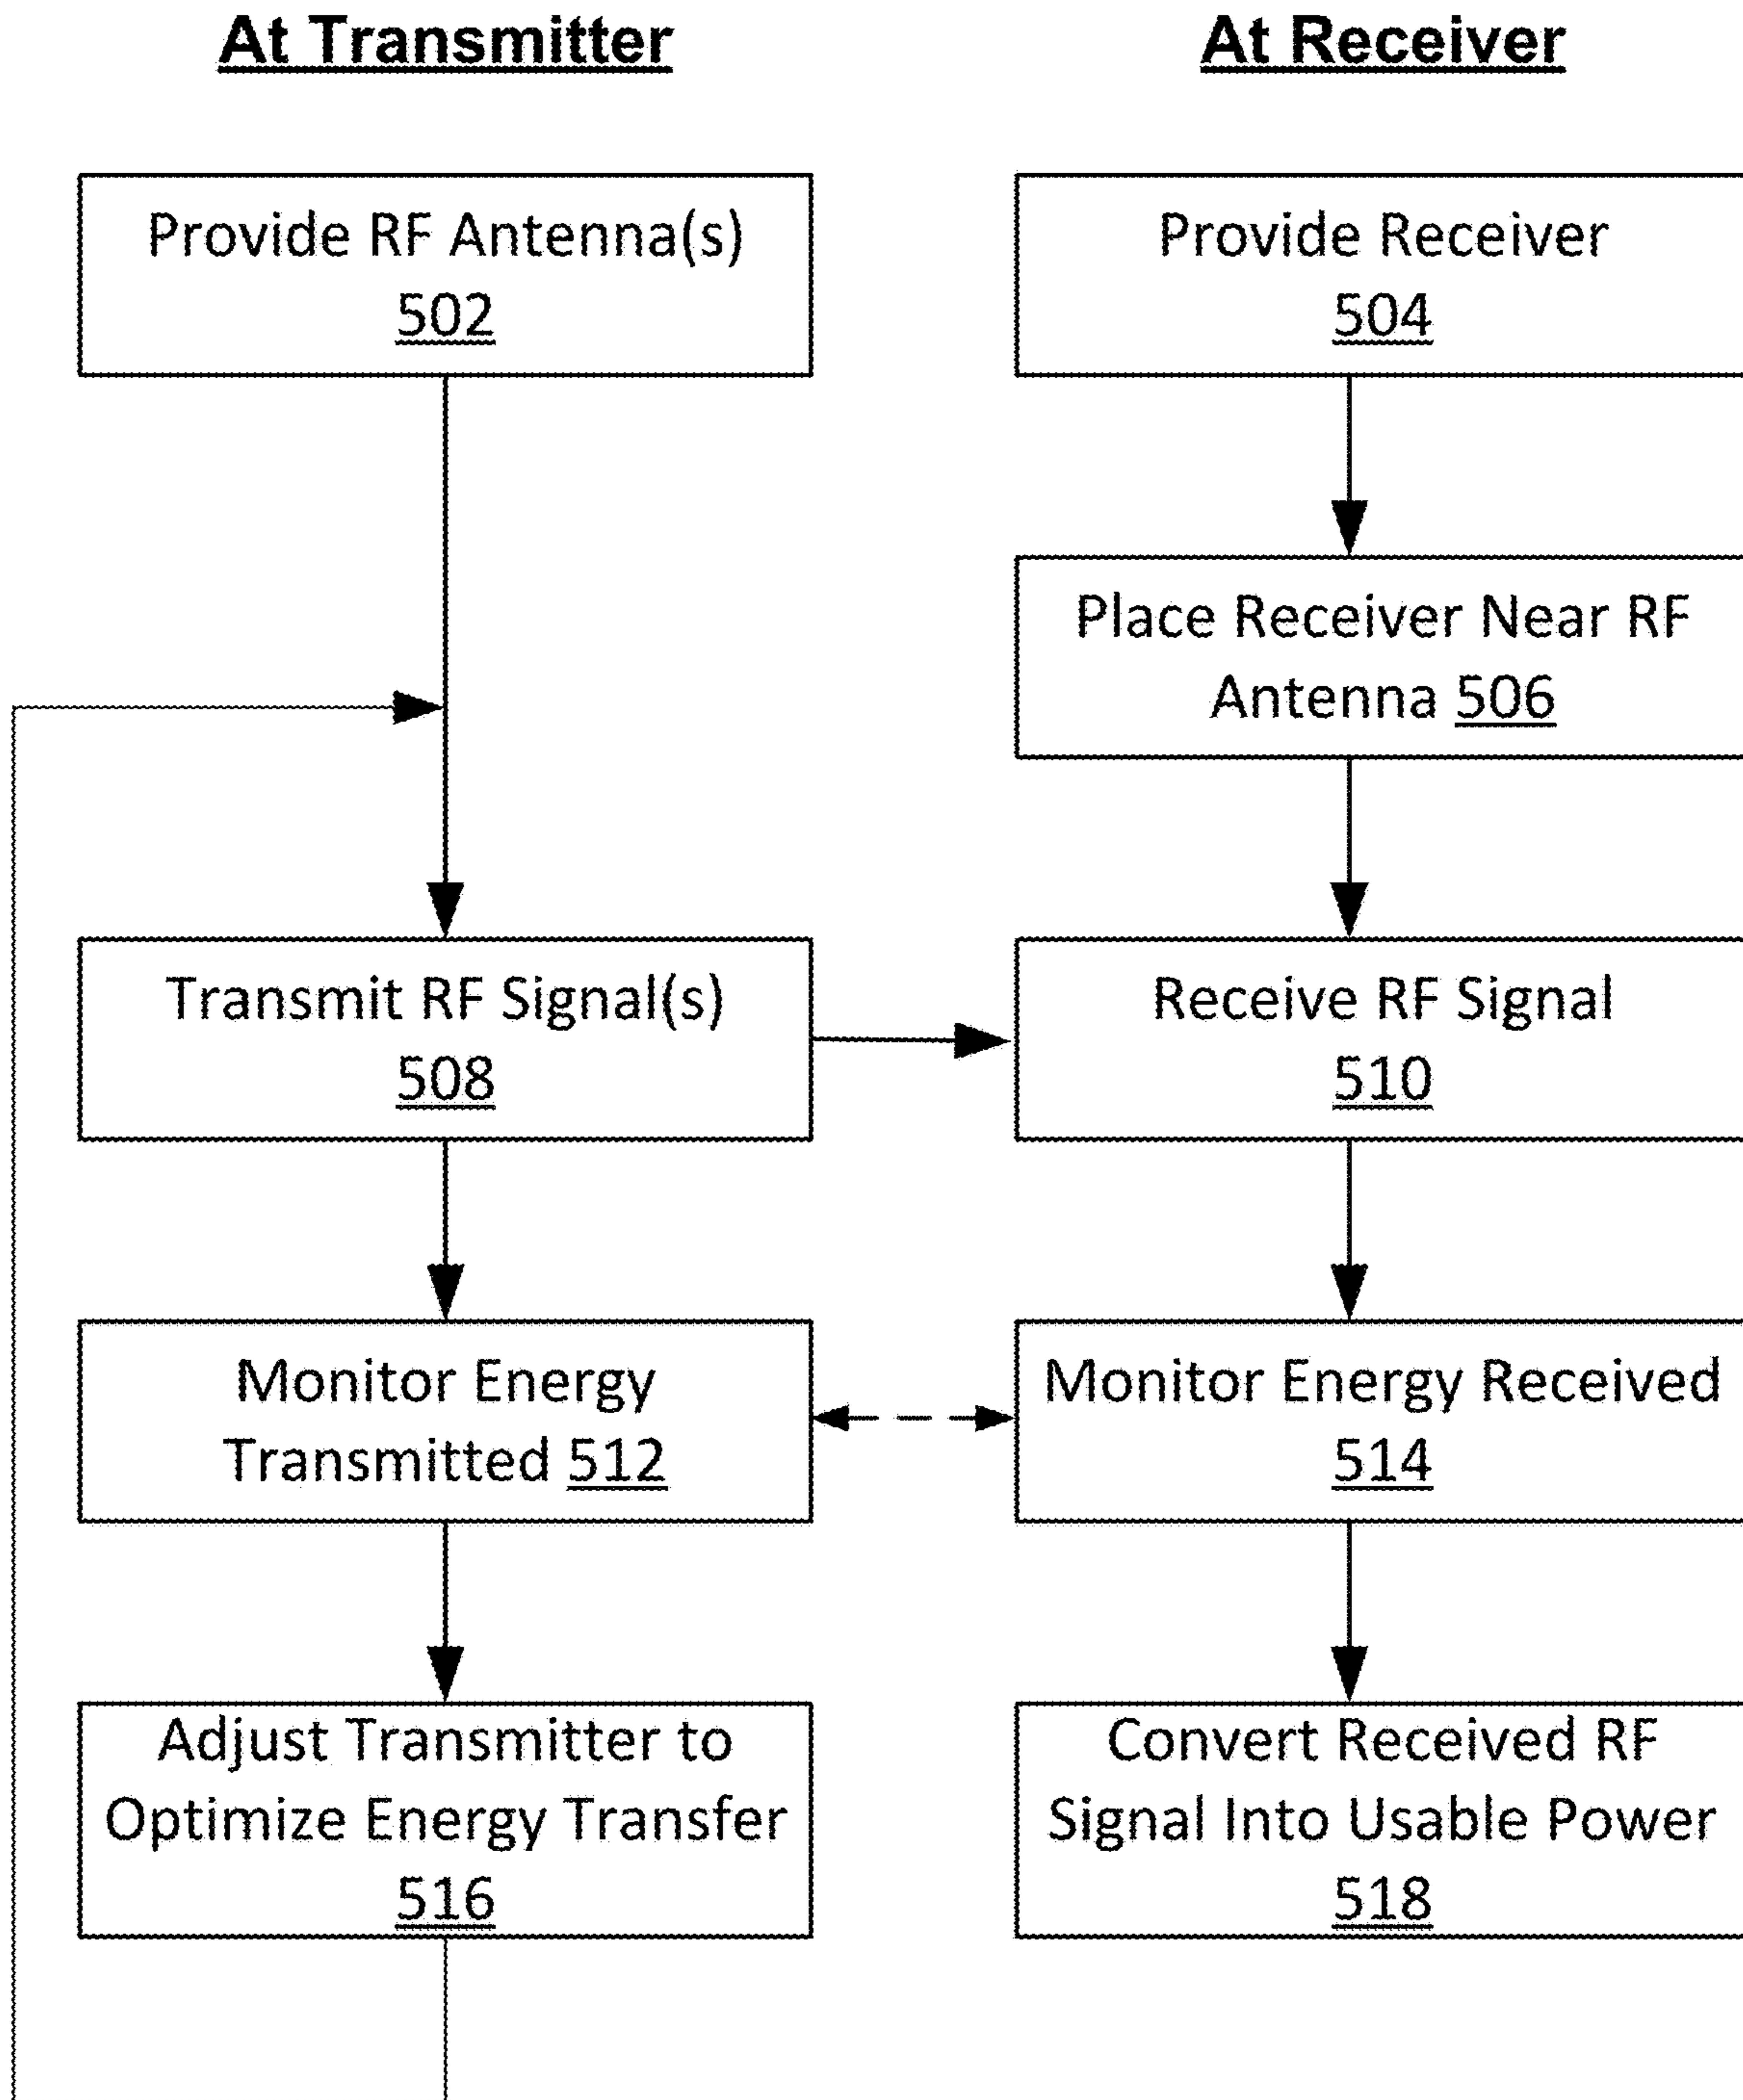 At Transmitter
At Receiver
Provide RF Antenna(s)
502
Provide Receiver
504
Place Receiver Near RF
Antenna 506
Transmit RF Signal(s)
508
Receive RF Signal
510
Monitor Energy
Transmitted 512
Monitor Energy Received
514
Adjust Transmitter to
Optimize Energy Transfer
516
Convert Received RF
Signal Into Usable Power
518